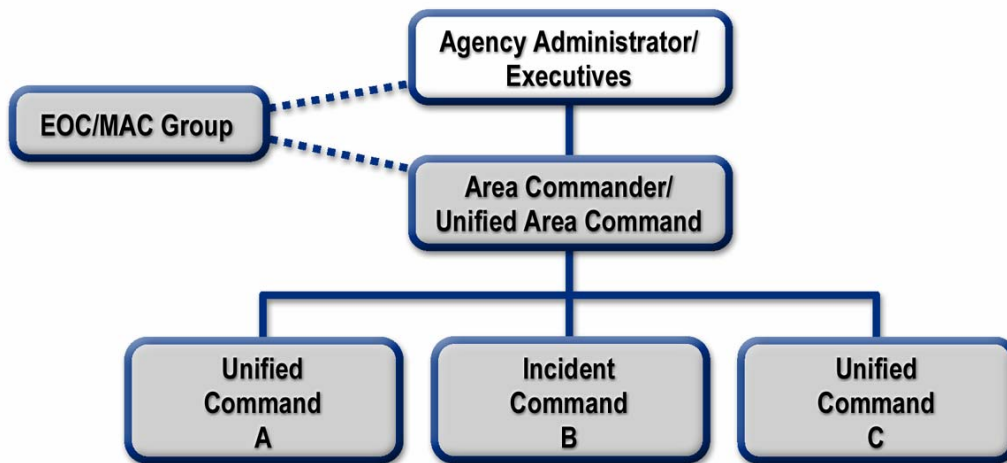 Agency Administrator/
Executives
EOC/MAC Group
Area Commander/
Unified Area Command
Unified
Command
A
Incident
Command
B
Unified
Command
C